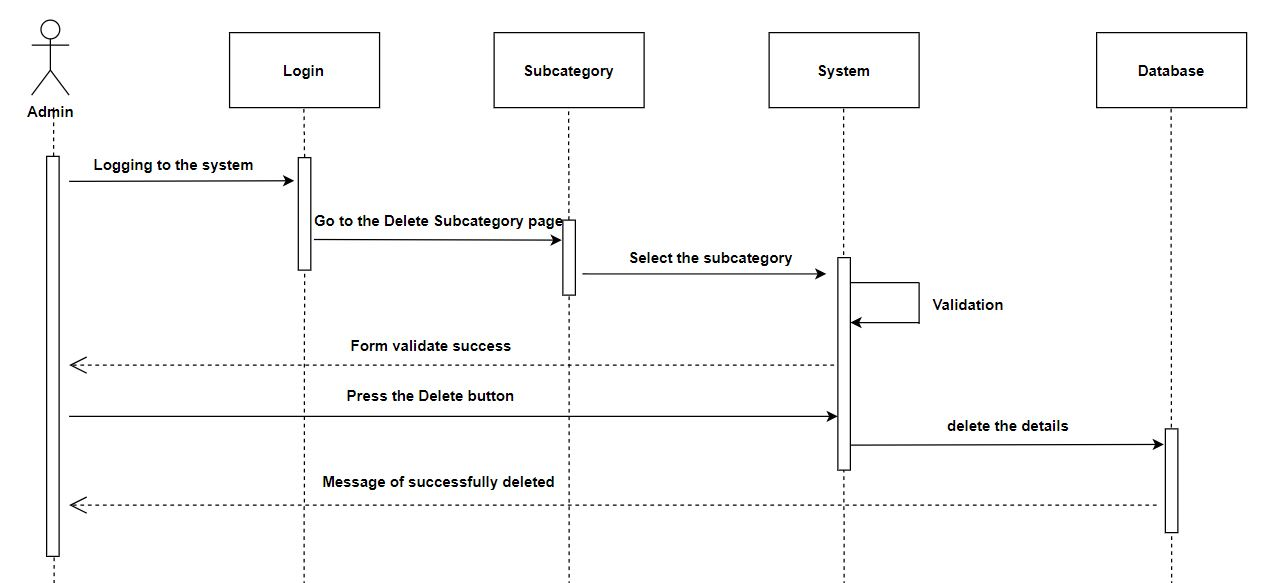 Login
Subcategory
System
Database
Admin
Logging to the system
Go to the Delete Subcategory page
Select the subcategory
Validation
Form validate success
Press the Delete button
delete the details
Message of successfully deleted